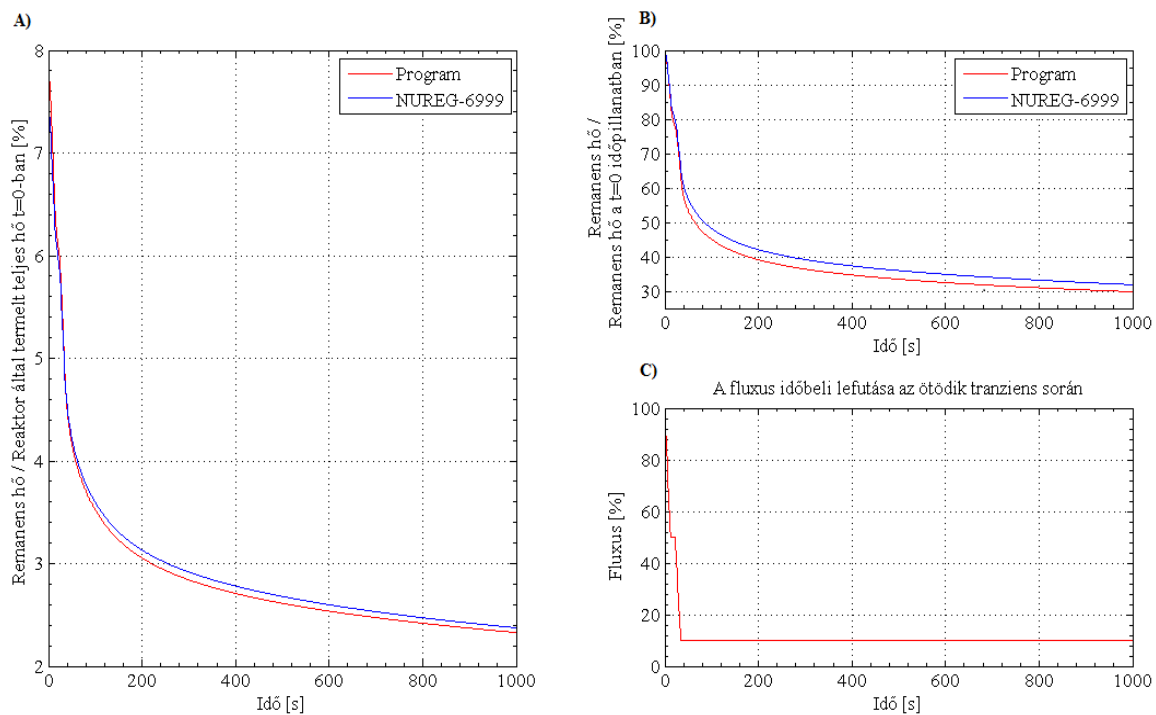 A)
8
7
6
5
4
3
2
0
200
400
600
800
1000
Idő [s]
Remanens hő / Reaktor által termelt teljes hő t=0-ban [%]
Program
NUREG-6999
B)
100
90
80
70
60
50
40
30
0
200
400
600
800
1000
Idő [s]
Remanens hő /
Remanens hő a t=0 időpillanatban [%]
Program
NUREG-6999
C)
A fluxus időbeli lefutása az ötödik tranziens során
100
80
60
40
20
0
0
200
400
600
800
1000
Idő [s]
Fluxus [%]